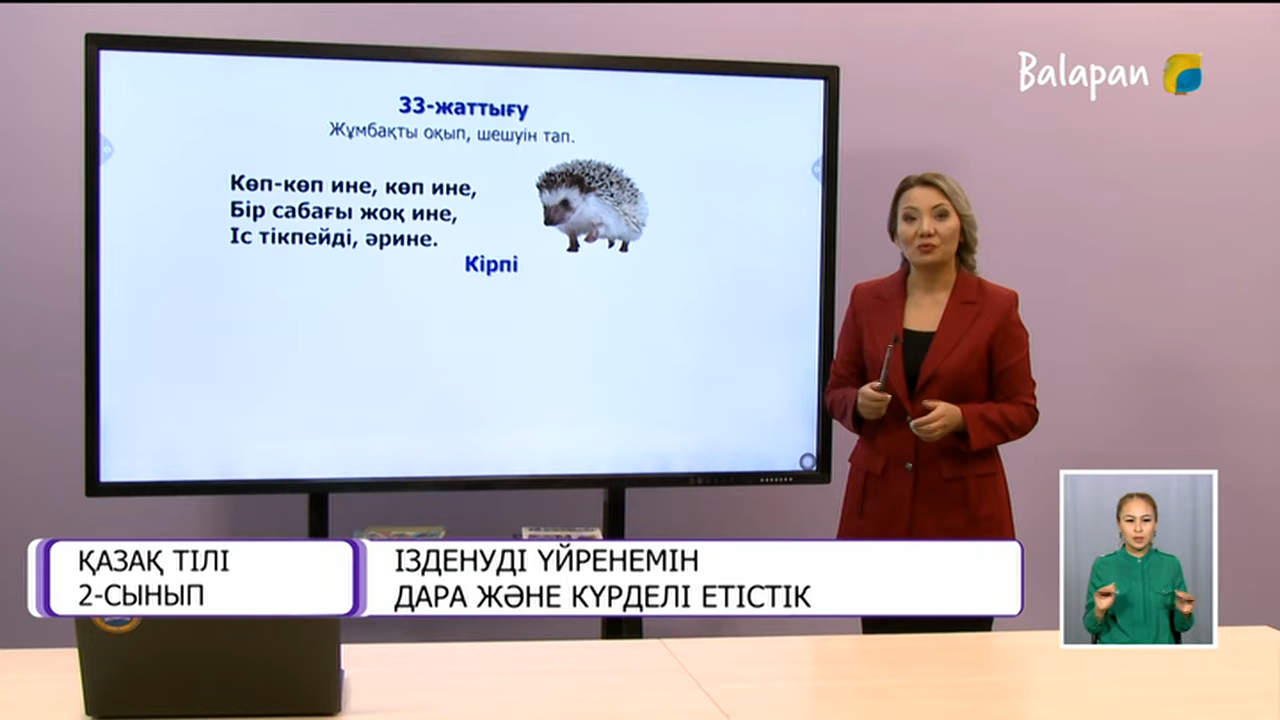 Balapan
33-жаттығу
Жұмбақты оқып, шешуін тап.
Көп-көп ине, көп ине,
Бір сабағы жоқ ине,
Іс тікпейді, әрине.
Кірпі
ҚАЗАҚ ТІЛІ
2-СЫНЫП
ІЗДЕНУДІ ҮЙРЕНЕМІН
ДАРА ЖӘНЕ КҮРДЕЛІ ЕТІСТІК